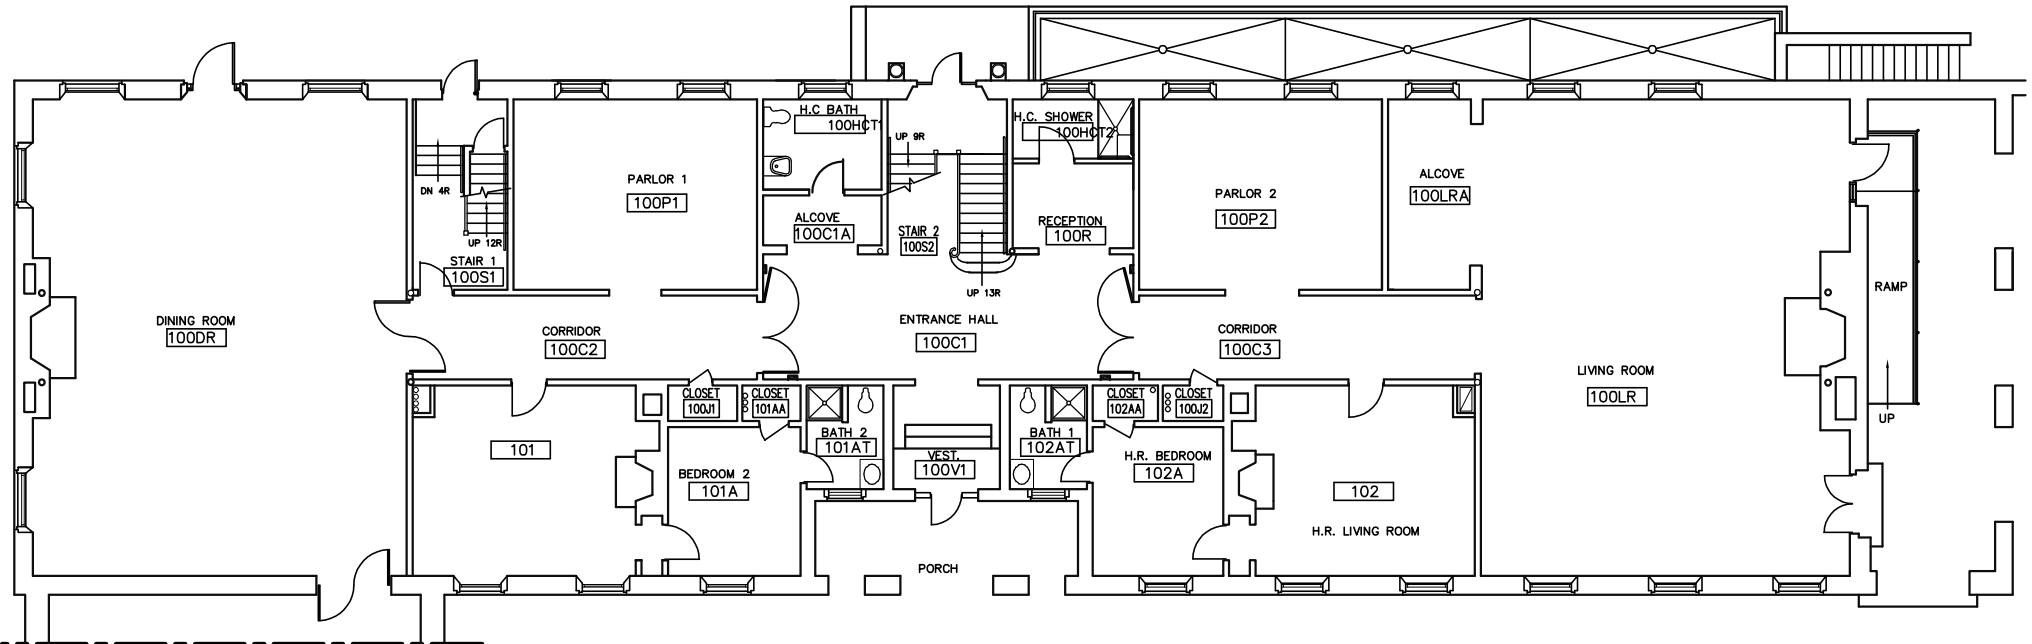 H.C BATH
100HCT1
UP 9R
H.C. SHOWER
100HCT2
DN 4R
UP 12R
STAIR 1
100S1
PARLOR 1
100P1
ALCOVE
100C1A
STAIR 2
100S2
UP 13R
RECEPTION
100R
PARLOR 2
100P2
ALCOVE
100LRA
RAMP
UP
DINING ROOM
100DR
CORRIDOR
100C2
ENTRANCE HALL
100C1
CORRIDOR
100C3
LIVING ROOM
100LR
CLOSET
100J1
CLOSET
101AA
CLOSET
102AA
CLOSET
100J2
101
BEDROOM 2
101A
BATH 2
101AT
VEST.
100V1
BATH 1
102AT
H.R. BEDROOM
102A
102
H.R. LIVING ROOM
PORCH